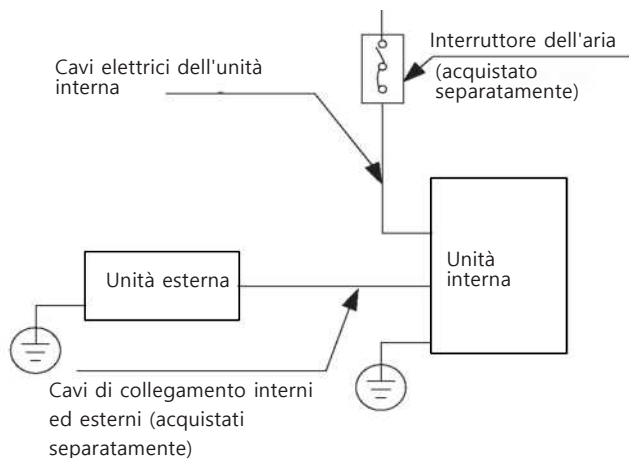 Cavi elettrici dell'unità
interna
Interruttore dell'aria
(acquistato
separatamente)
Unità esterna
Unità
interna
Cavi di collegamento interni
ed esterni (acquistati
separatamente)